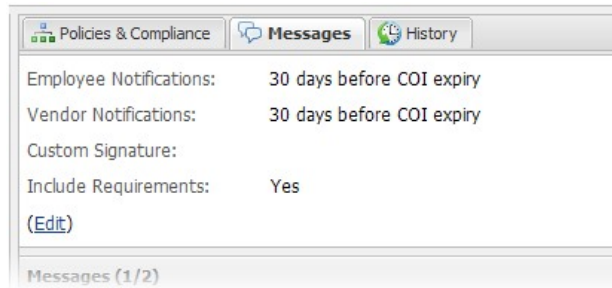 Policies & Compliance Messages History
Employee Notifications: 30 days before COI expiry
Vendor Notifications: 30 days before COI expiry
Custom Signature:
Include Requirements: Yes
(Edit)
Messages (1/2)